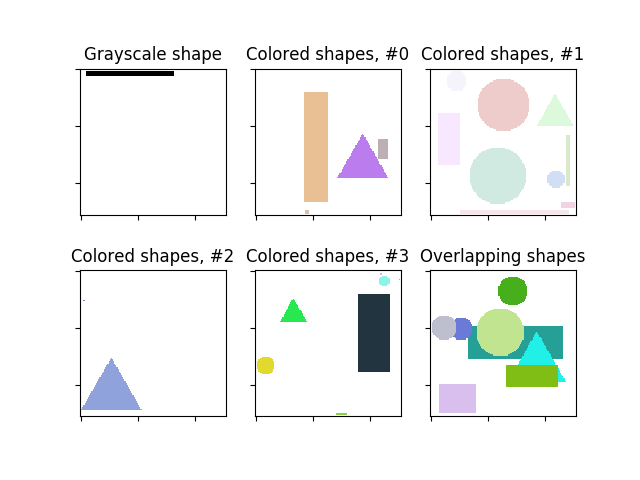 Grayscale shape
Colored shapes, #0
Colored shapes, #1
Colored shapes, #2
Colored shapes, #3
Overlapping shapes